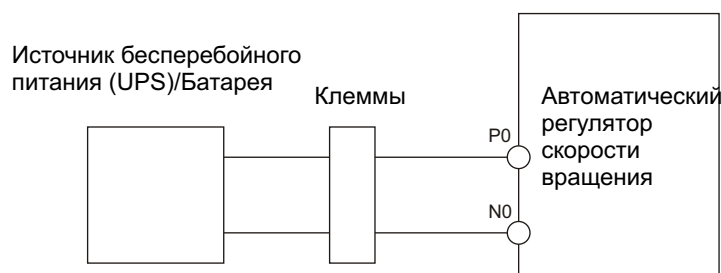 Источник бесперебойного
питания (UPS)/Батарея
Клеммы
P0
N0
Автоматический
регулятор
скорости
вращения